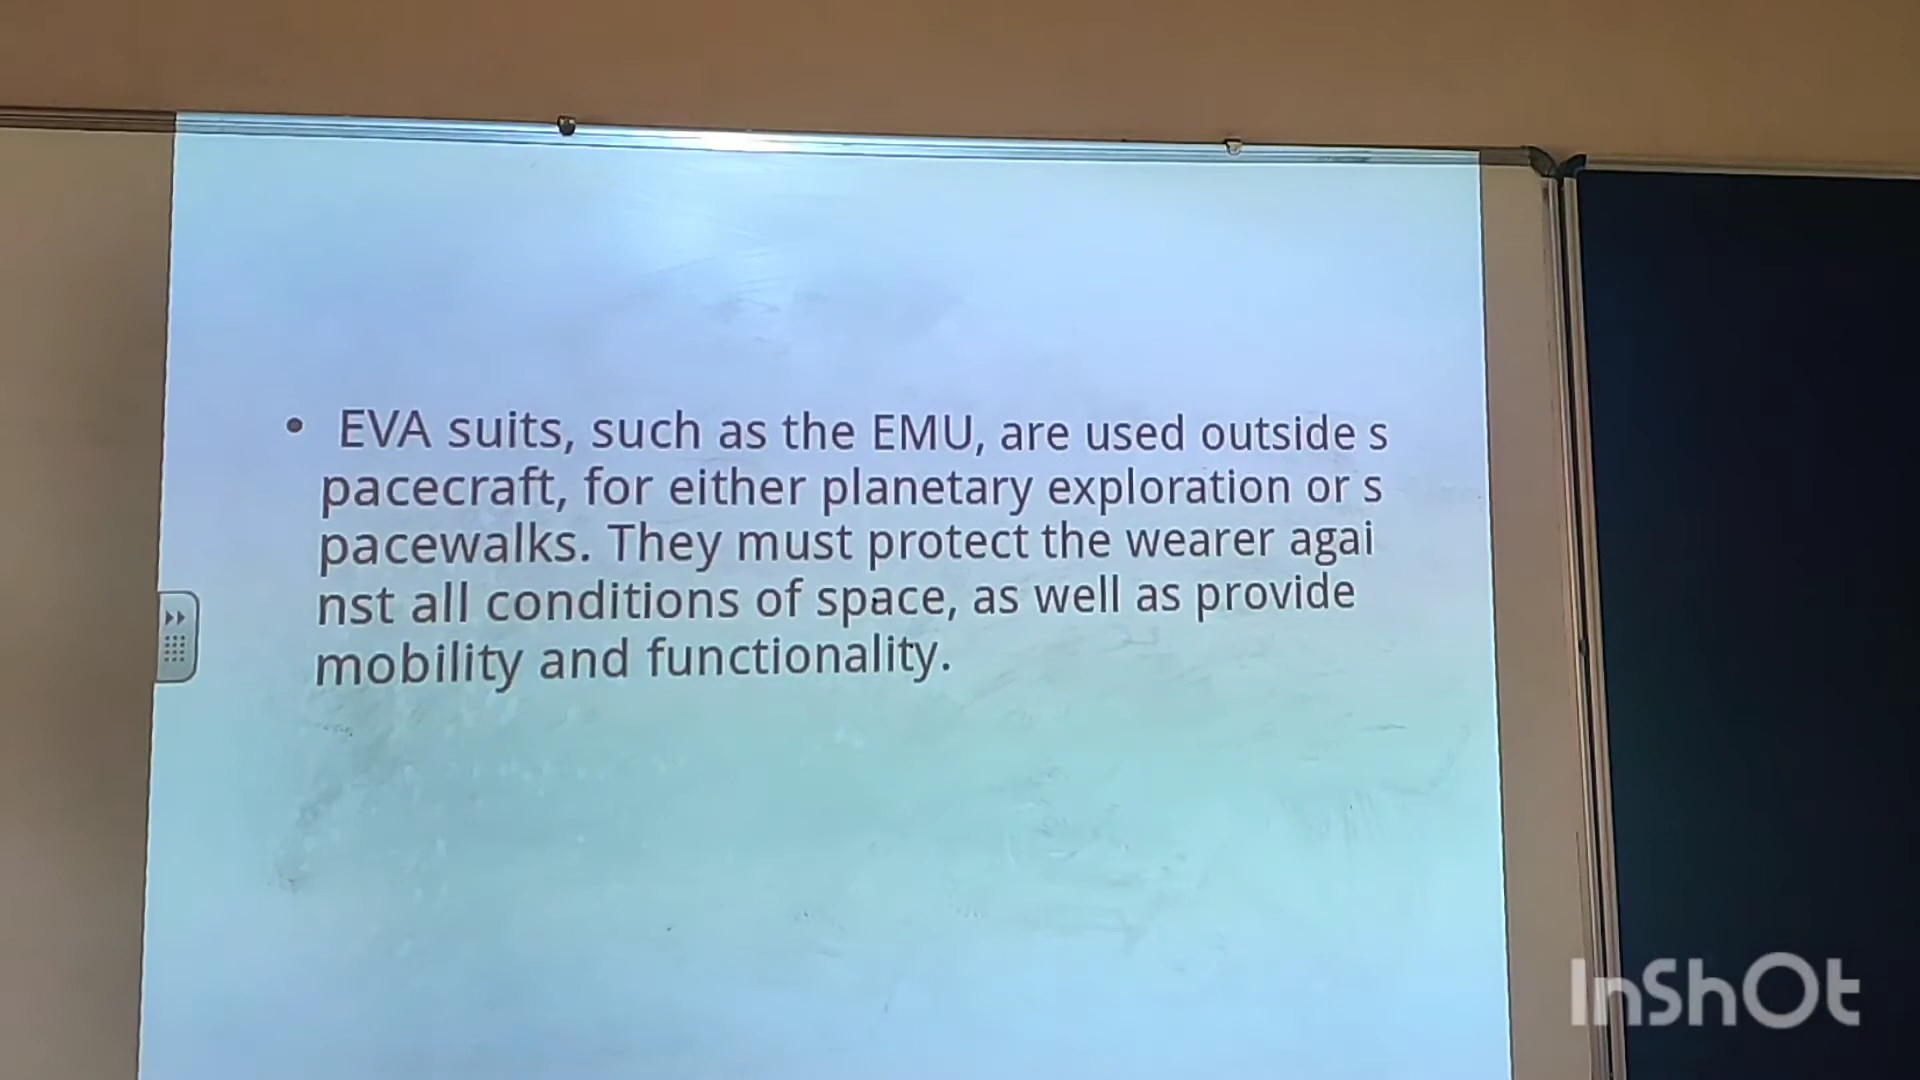 • EVA suits, such as the EMU, are used outside s
pacecraft, for either planetary exploration or s
pacewalks. They must protect the wearer agai
nst all conditions of space, as well as provide
mobility and functionality.
InShOt